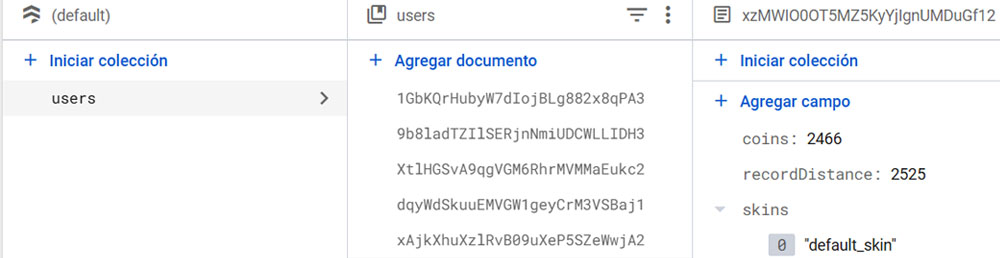 (default)
Iniciar colección
users
users
Agregar documento
1GbKQrHubyW7dIojBLg882x8qPA3
9b8ladTZIlSERjnNmiUDCWLLIDH3
XtlHGSvA9qgVGM6RhrMVMMaEukc2
dqyWdSkuuEMVGW1geyCrM3VSBaj1
xAjkXhuXzlRvB09uXeP5SZeWwjA2
xzMWIO0OT5MZ5KyYjIgnUMDuGf12
Iniciar colección
Agregar campo
coins: 2466
recordDistance: 2525
skins
0 "default_skin"